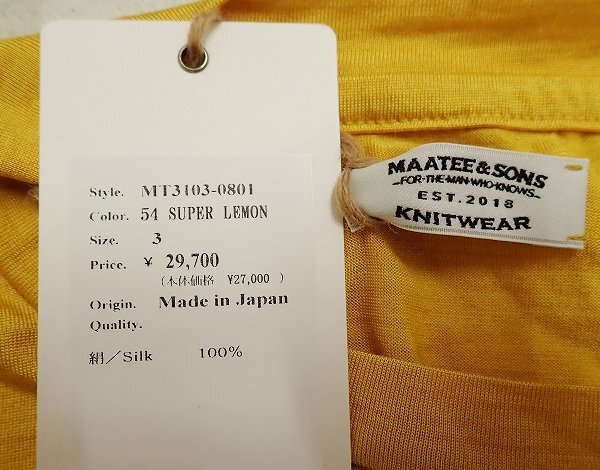 Style. MT3103-0801
Color. 54 SUPER LEMON
Size. 3
Price. ¥ 29,700
(本体価格 ¥27,000 )
Origin. Made in Japan
Quality.
絹/Silk 100%
MAATEE&SONS
-FOR-THE-MAN-WHO-KNOWS-
EST.2018
KNITWEAR